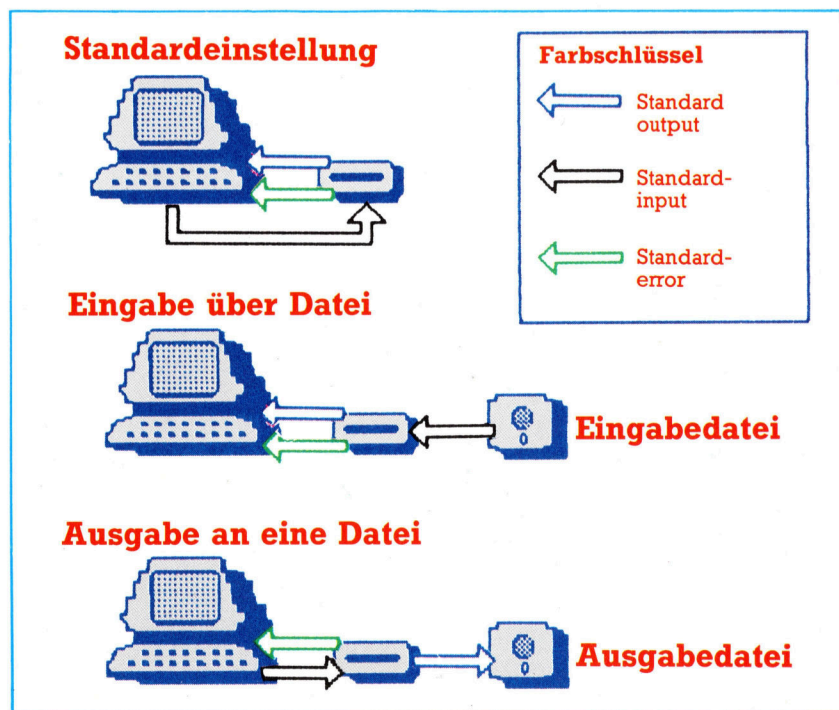 Standardeinstellung
Farbschlüssel
Standard
output
Standard-
input
Standard-
error
Eingabe über Datei
Eingabedatei
Ausgabe an eine Datei
Ausgabedatei